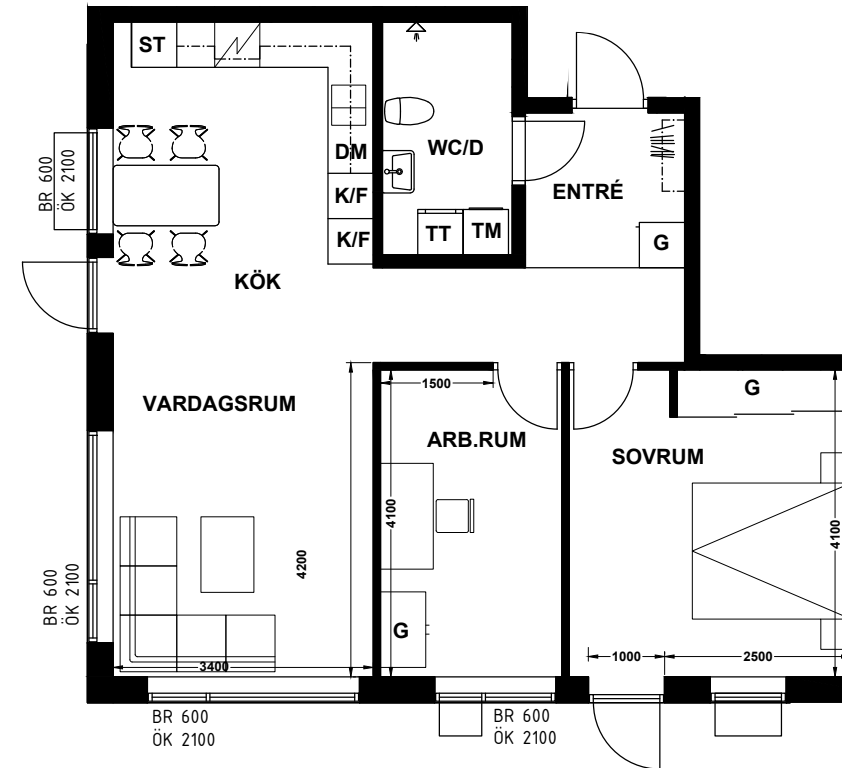 ST
DM
K/F
K/F
WC/D
TT
TM
ENTRÉ
G
BR 600
ÖK 2100
KÖK
VARDAGSRUM
1500
ARB.RUM
G
SOVRUM
4100
4100
4200
BR 600
ÖK 2100
G
3400
1000
2500
BR 600
ÖK 2100
BR 600
ÖK 2100